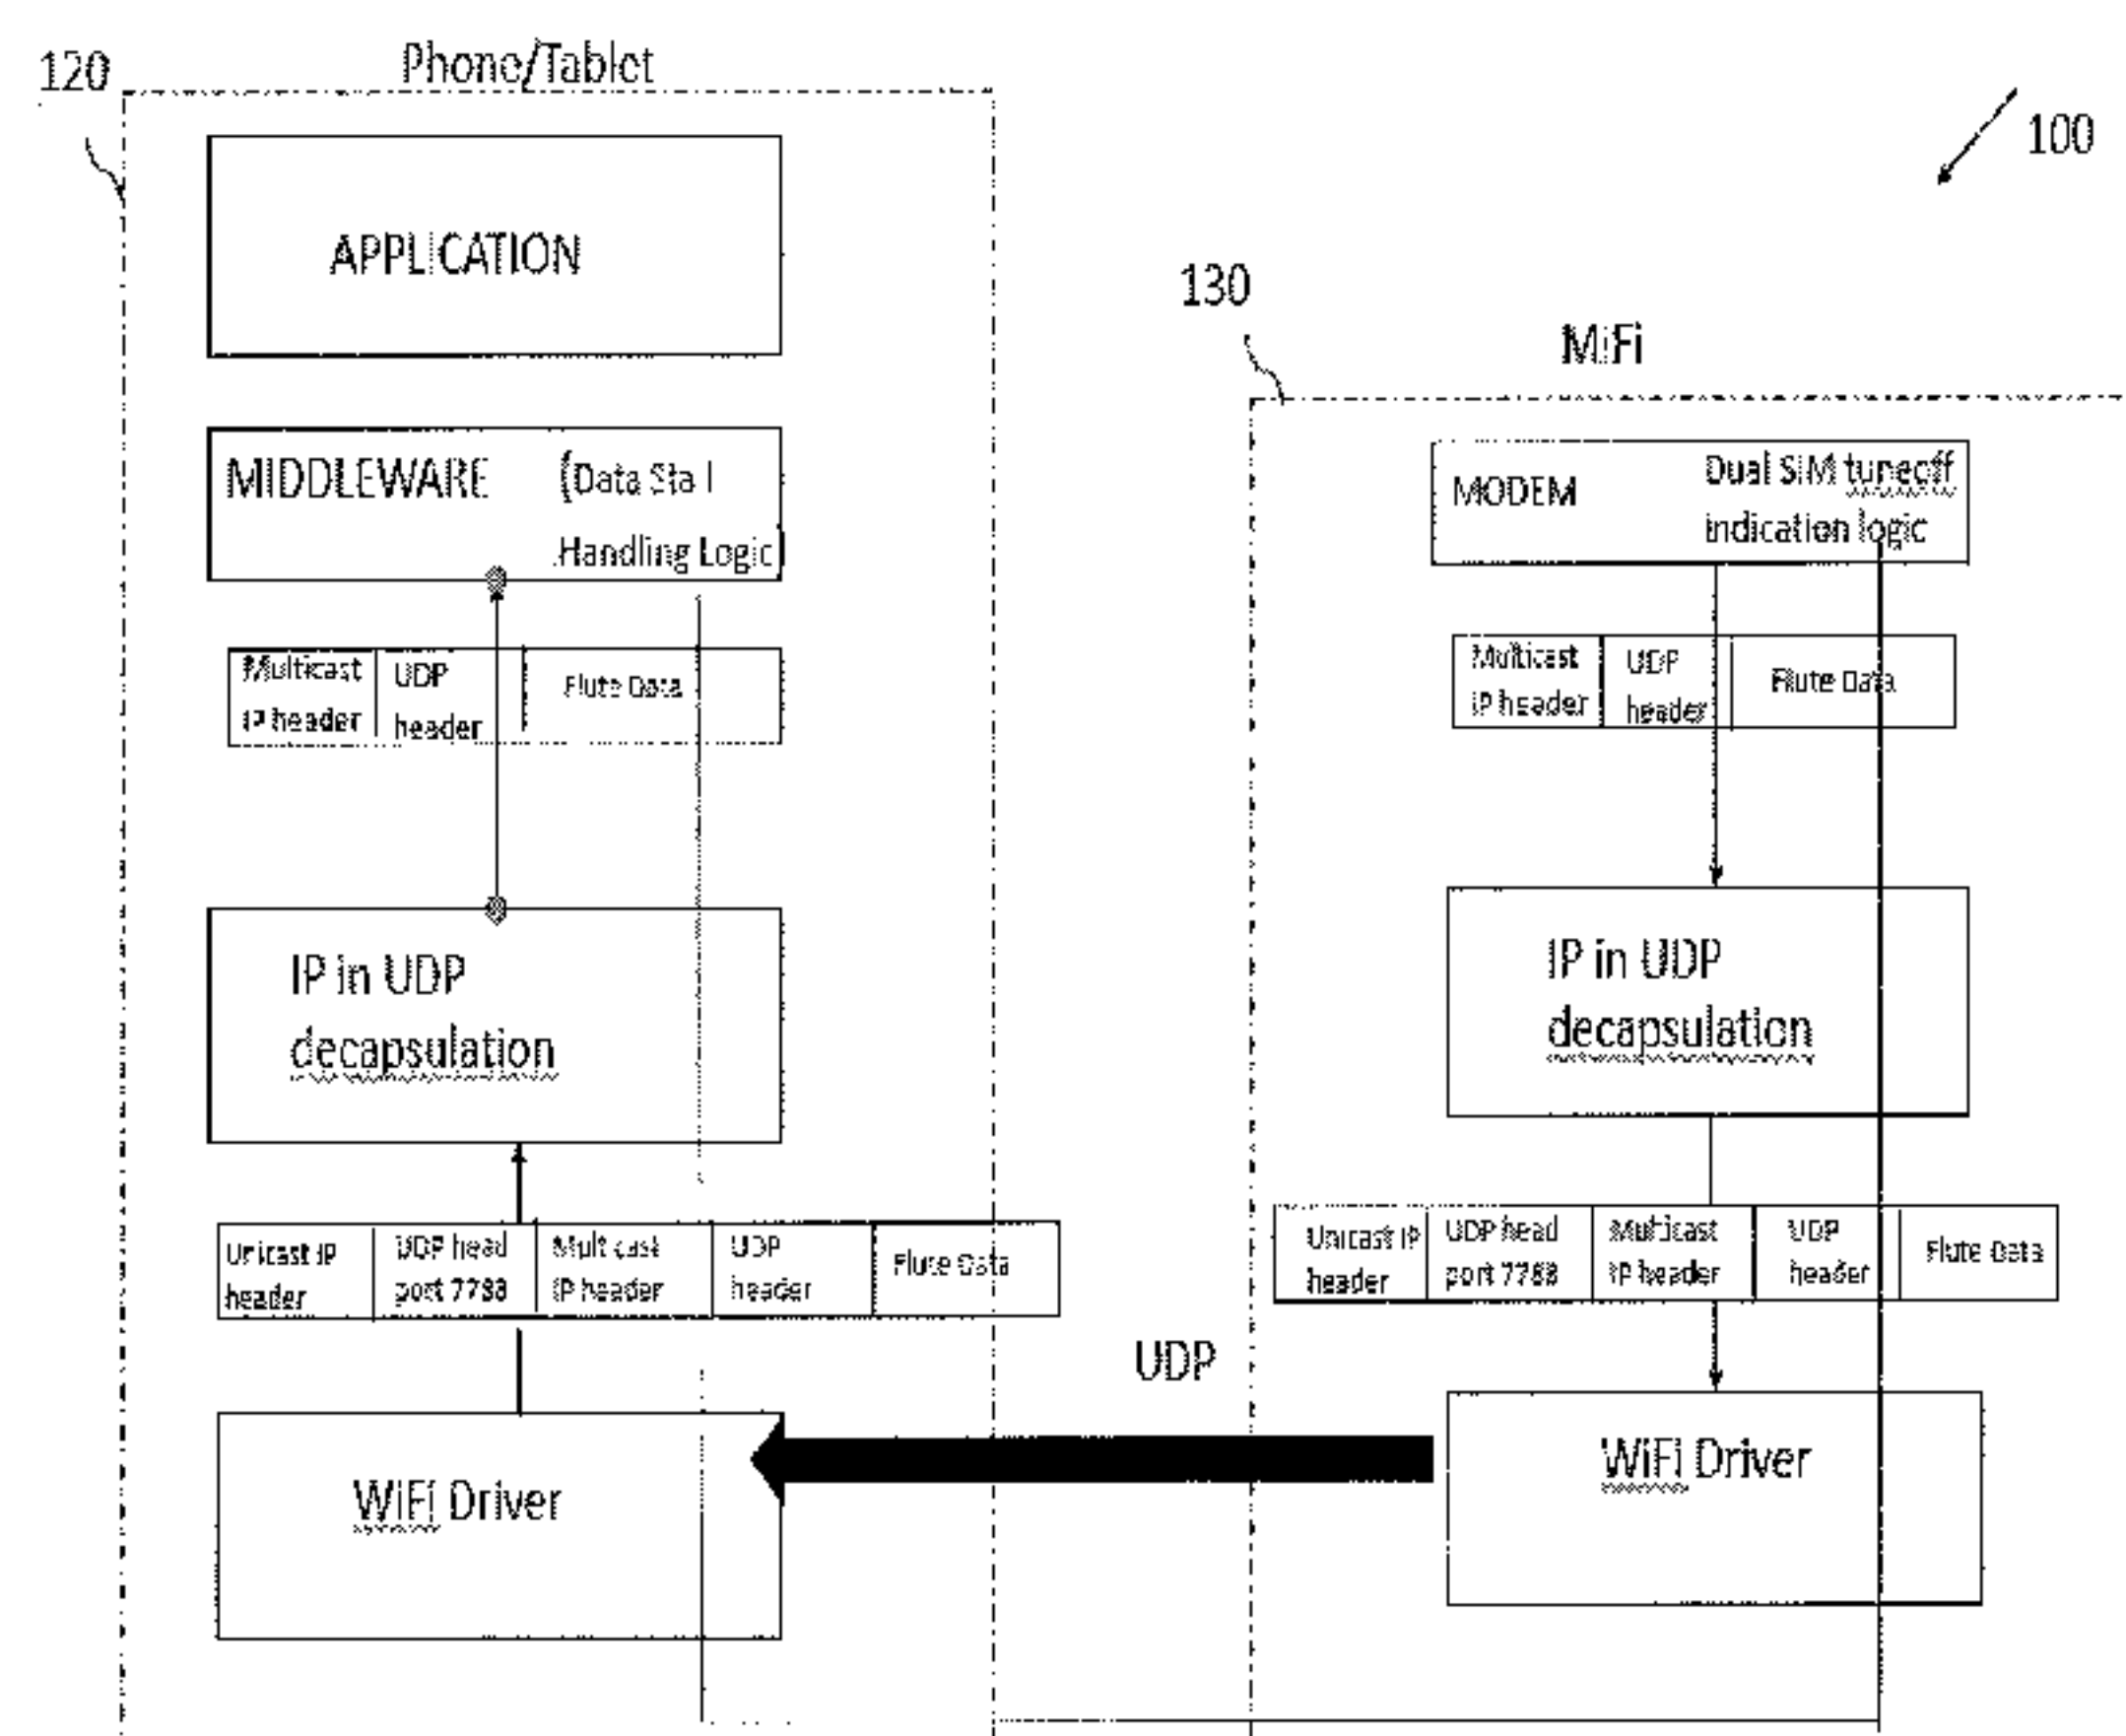 120
Phone/Tablet
100
APPLICATION
130
MiFi
MIDDLEWARE (Data Stall
Handling Logic
MODEM
Dual SIM tuneoff
indication logic
Multicast
IP header
UDP
header
Flute Data
Multicast
IP header
UDP
header
Flute Data
IP in UDP
decapsulation
IP in UDP
decapsulation
Unicast IP
header
UDP head
port 7788
Multicast
IP header
UDP
header
Flute Data
Unicast IP
header
UDP head
port 7788
Multicast
IP header
UDP
header
Flute Data
UDP
WiFi Driver
WiFi Driver